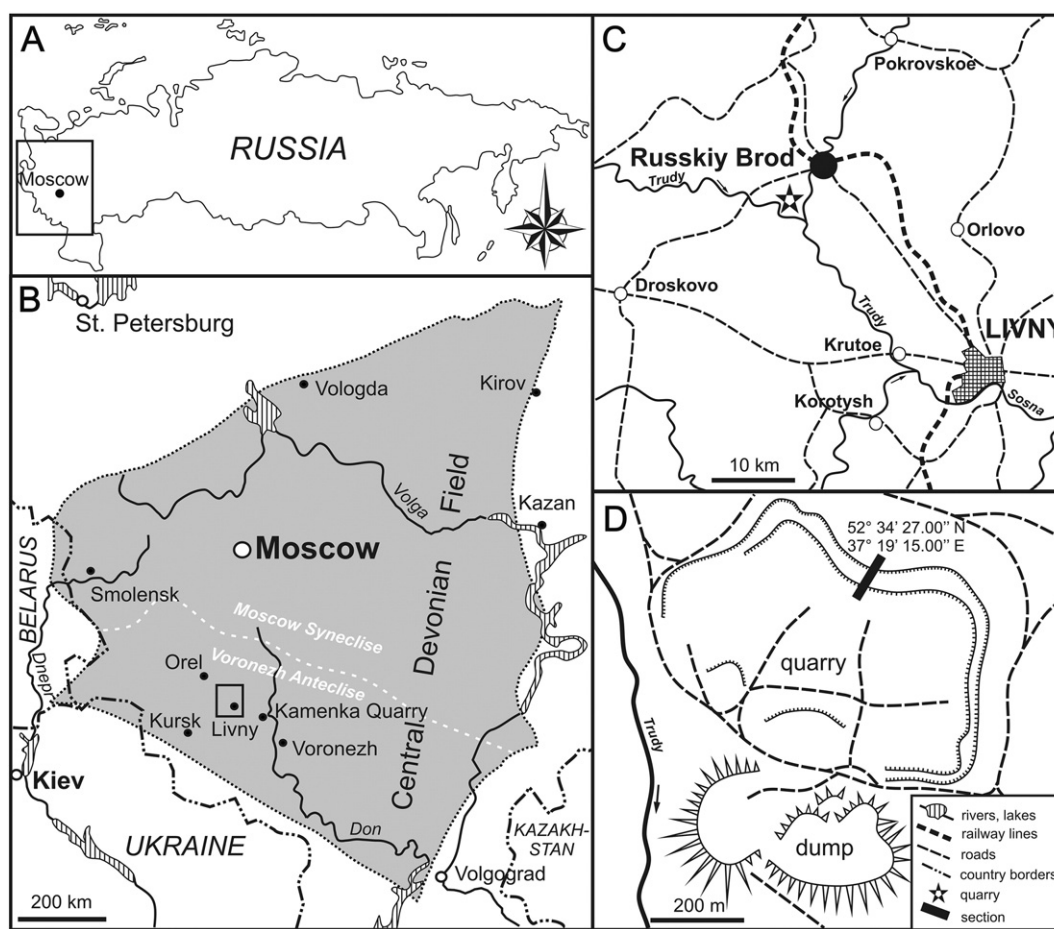 A
RUSSIA
Moscow
B
St. Petersburg
Vologda
Kirov
Volga
Field
Kazan
Moscow
Smolensk
BELARUS
Dnepr
Moscow Syneclise
Voronezh Anteclise
Devonian
Orel
Livny
Kamenka Quarry
Kursk
Voronezh
Central
Kiev
Don
UKRAINE
KAZAKH-
STAN
Volgograd
200 km
C
Pokrovskoe
Russkiy Brod
Trudy
Orlovo
Droskovo
Trudy
LIVNY
Krutoe
Korotysh
Sosna
10 km
D
52° 34’ 27.00’’ N
37° 19’ 15.00’’ E
quarry
Trudy
dump
200 m
rivers, lakes
railway lines
roads
country borders
quarry
section